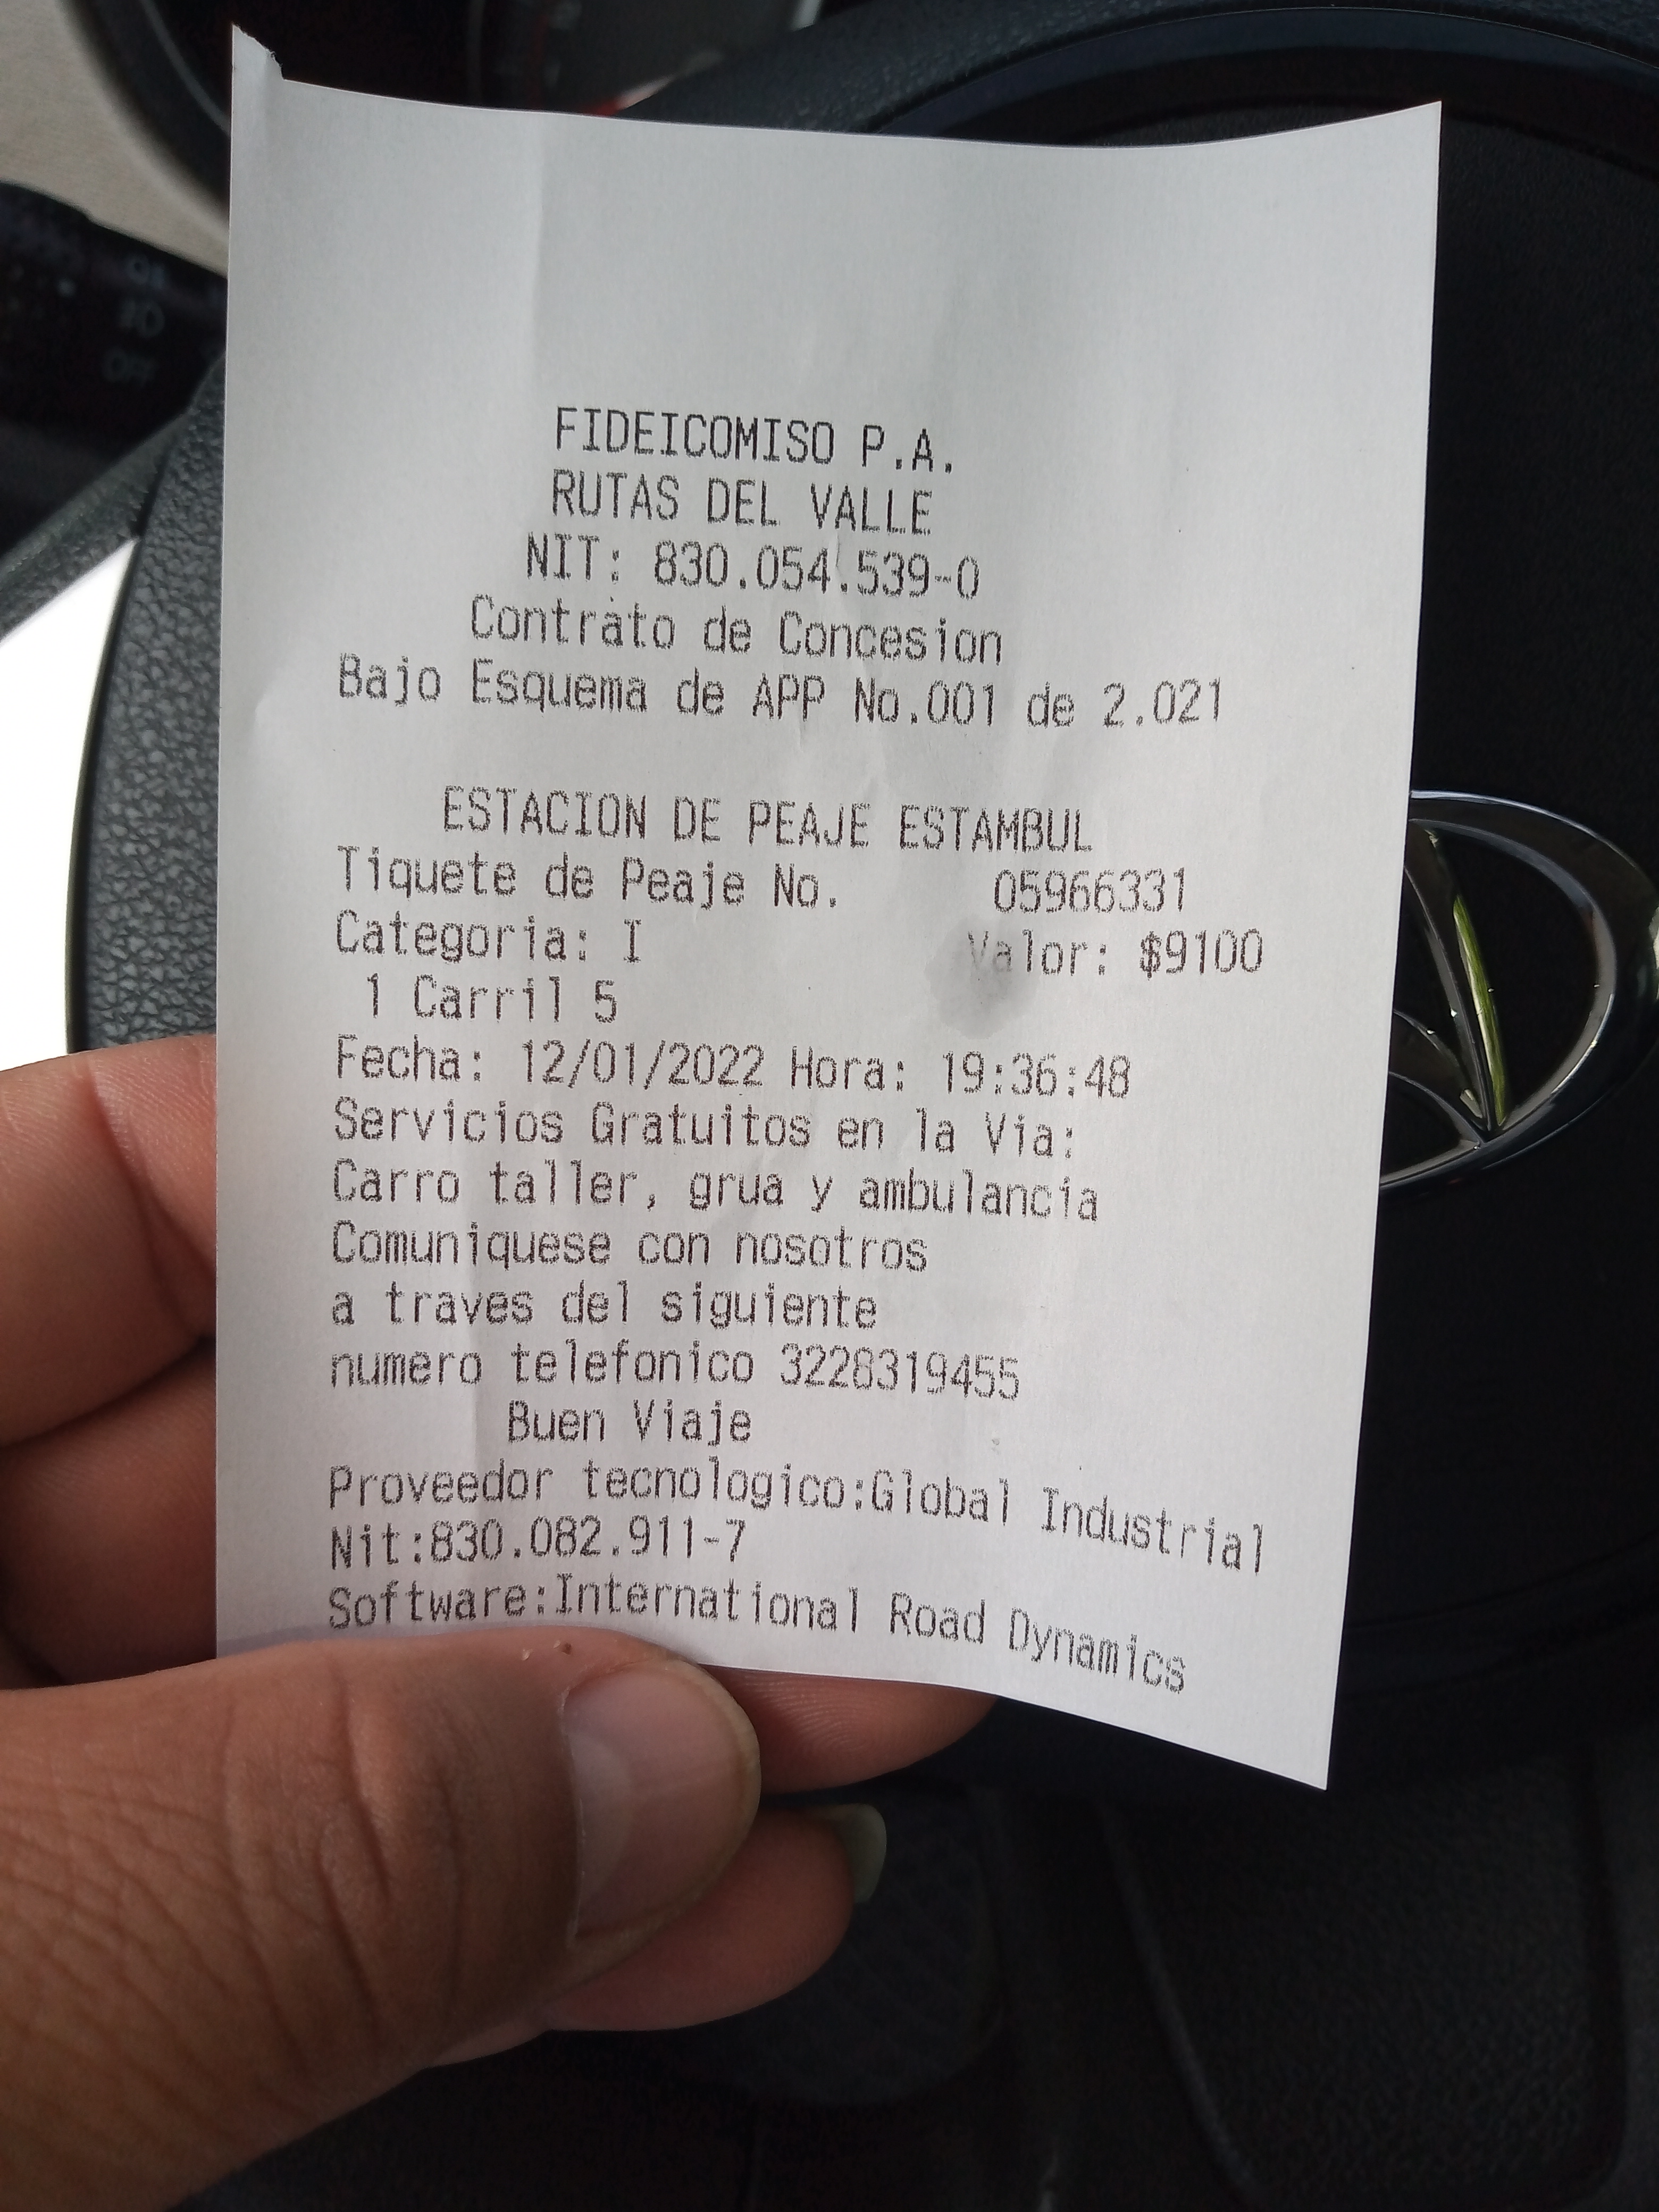 FIDEICOMISO P.A.
RUTAS DEL VALLE
NIT: 830.054.539-0
Contrato de Concesion
Bajo Esquema de APP No.001 de 2.021
ESTACION DE PEAJE ESTAMBUL
Tiquete de Peaje No. 05966331
Categoria: I Valor: $9100
1 Carril 5
Fecha: 12/01/2022 Hora: 19:36:48
Servicios Gratuitos en la Via:
Carro taller, grua y ambulancia
Comuniquese con nosotros
a traves del siguiente
numero telefonico 3228319455
Buen Viaje
Proveedor tecnologico:Global Industrial
Nit:830.082.911-7
Software:International Road Dynamics
OFF